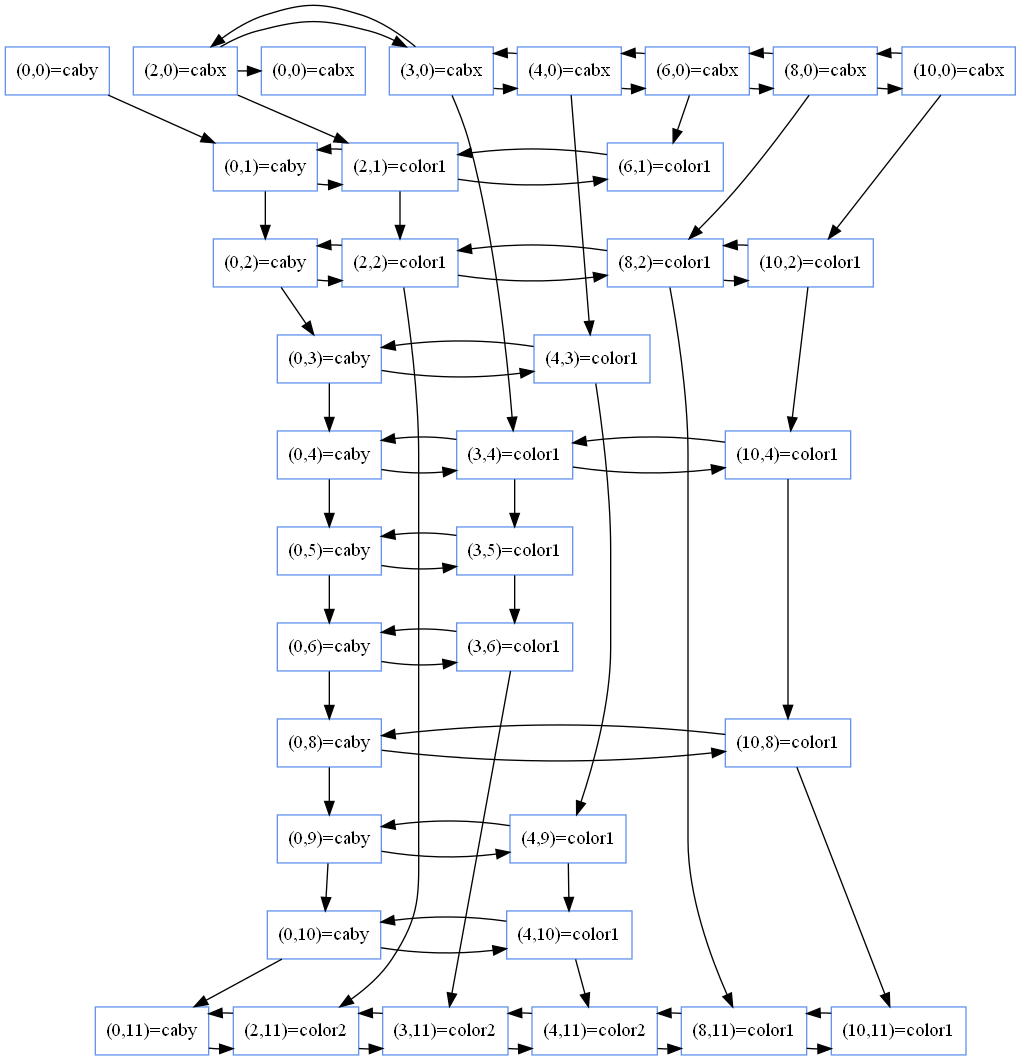 (0,0)=caby
(2,0)=cabx
(0,0)=cabx
(3,0)=cabx
(4,0)=cabx
(6,0)=cabx
(8,0)=cabx
(10,0)=cabx
(0,1)=caby
(2,1)=color1
(6,1)=color1
(0,2)=caby
(2,2)=color1
(8,2)=color1
(10,2)=color1
(0,3)=caby
(4,3)=color1
(0,4)=caby
(3,4)=color1
(10,4)=color1
(0,5)=caby
(3,5)=color1
(0,6)=caby
(3,6)=color1
(0,8)=caby
(10,8)=color1
(0,9)=caby
(4,9)=color1
(0,10)=caby
(4,10)=color1
(0,11)=caby
(2,11)=color2
(3,11)=color2
(4,11)=color2
(8,11)=color1
(10,11)=color1